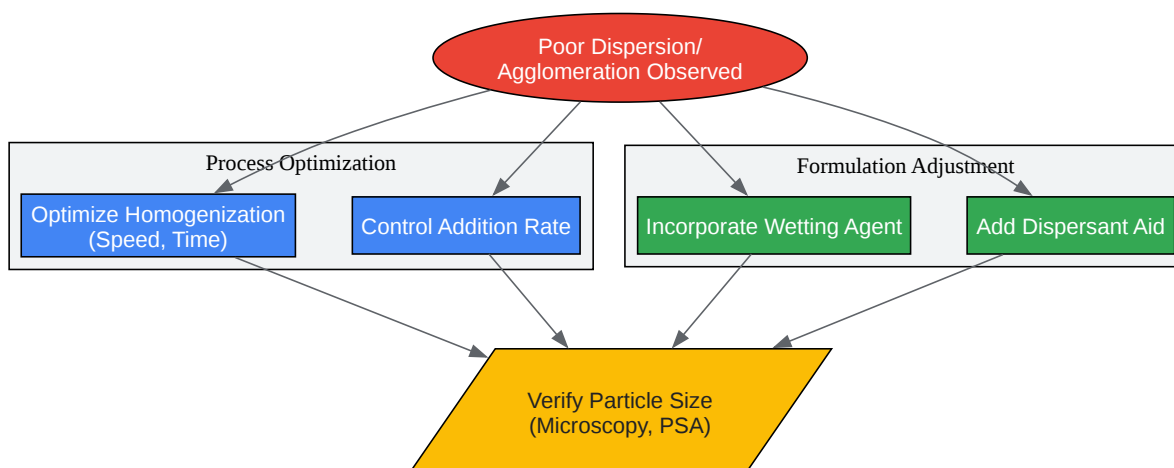 Poor Dispersion/
Agglomeration Observed
Process Optimization
Optimize Homogenization
(Speed, Time)
Control Addition Rate
Formulation Adjustment
Incorporate Wetting Agent
Add Dispersant Aid
Verify Particle Size
(Microscopy, PSA)